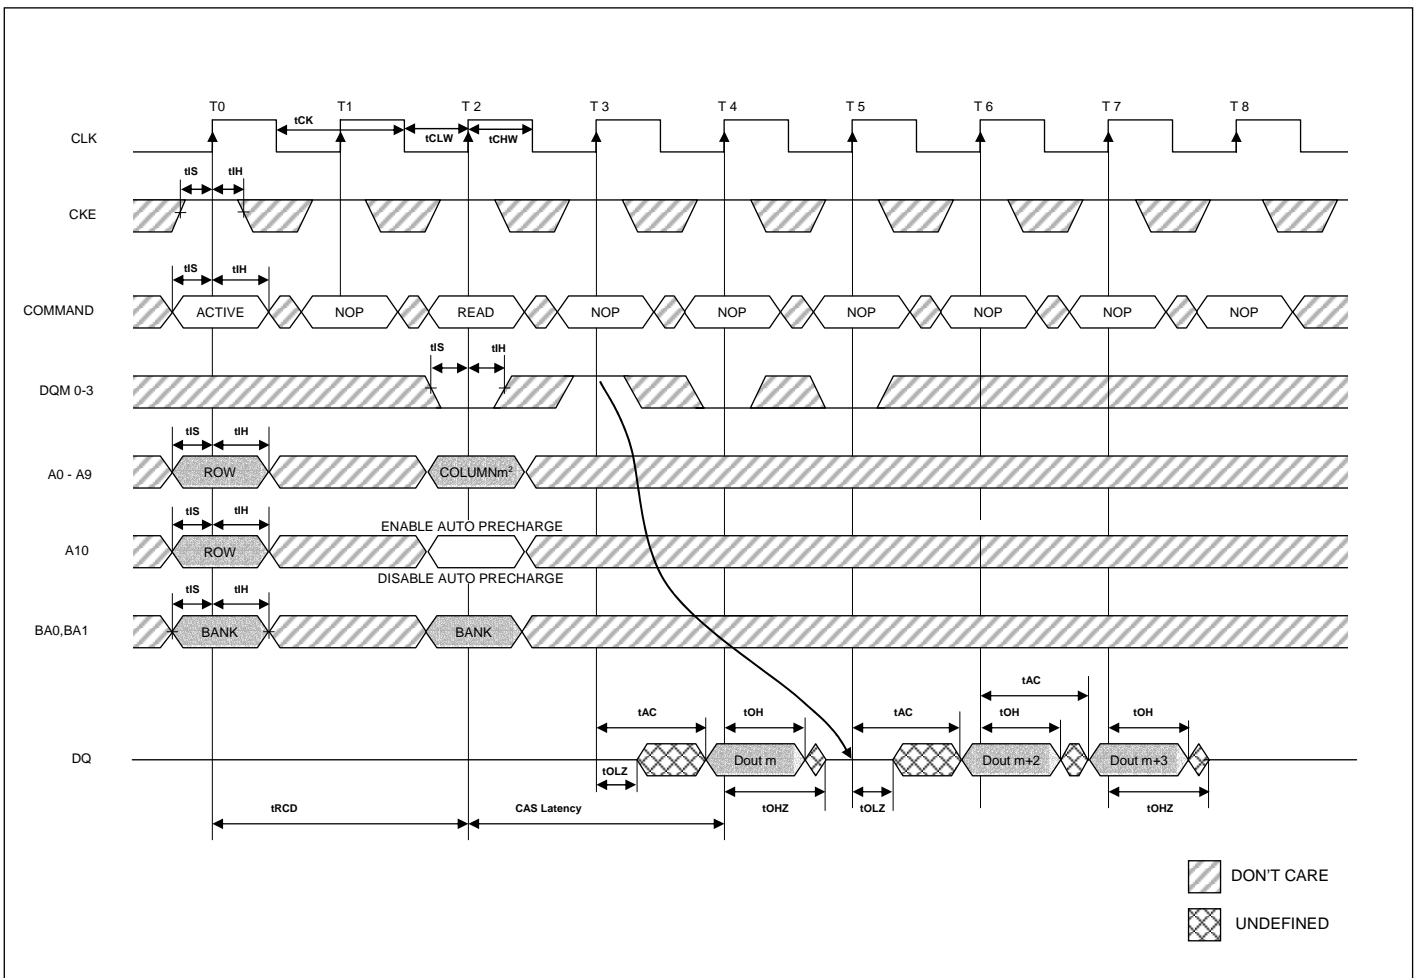 T0 T1 T 2 T 3 T 4 T 5 T 6 T 7 T 8
tCK
tCLW tCHW
CLK
tIS tIH
CKE
tIS tIH
COMMAND ACTIVE NOP READ NOP NOP NOP NOP NOP NOP
tIS tIH
DQM 0-3
tIS tIH
A0 - A9 ROW COLUMNm²
tIS tIH
ENABLE AUTO PRECHARGE
A10 ROW
DISABLE AUTO PRECHARGE
tIS tIH
BA0,BA1 BANK BANK
tAC
tAC tOH tAC tOH tOH
DQ Dout m Dout m+2 Dout m+3
tOLZ tOHZ tOLZ tOHZ
tRCD CAS Latency
DON'T CARE
UNDEFINED